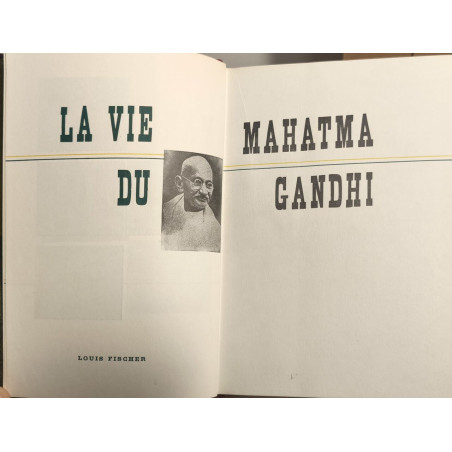 LA VIE
DU
MAHATMA
GANDHI
LOUIS FISCHER